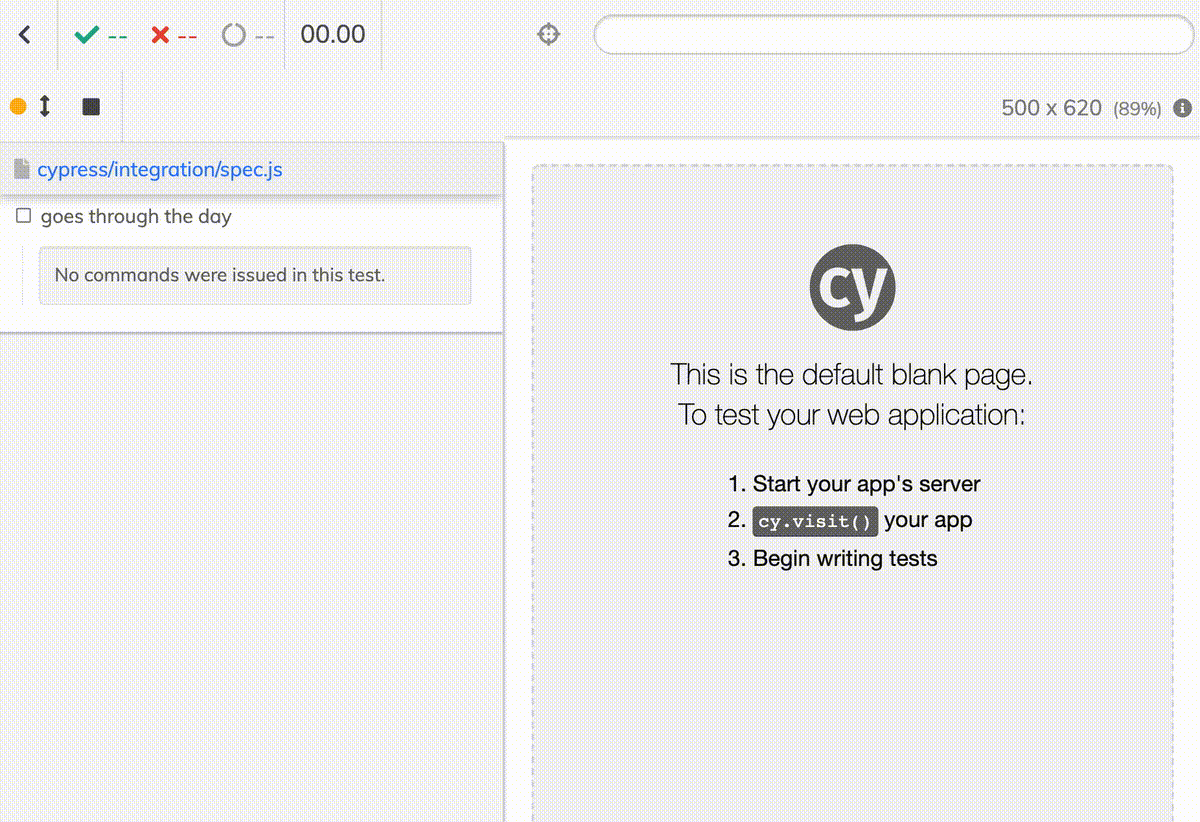 -- -- -- 00.00
500 x 620 (89%)
cypress/integration/spec.js
goes through the day
No commands were issued in this test.
cy
This is the default blank page.
To test your web application:
1. Start your app's server
2. cy.visit() your app
3. Begin writing tests